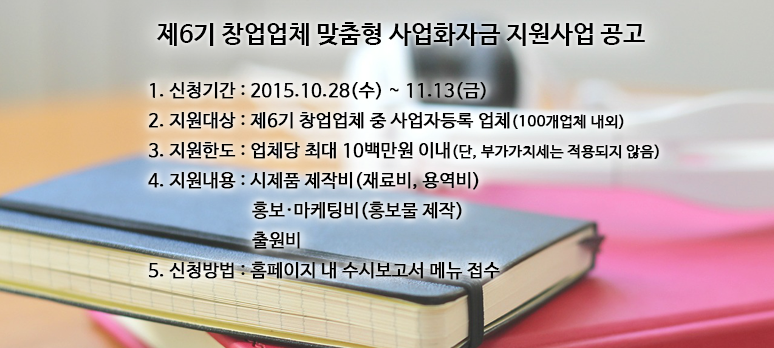 제6기 창업업체 맞춤형 사업화자금 지원사업 공고
1. 신청기간 : 2015.10.28(수) ~ 11.13(금)
2. 지원대상 : 제6기 창업업체 중 사업자등록 업체(100개업체 내외)
3. 지원한도 : 업체당 최대 10백만원 이내(단, 부가가치세는 적용되지 않음)
4. 지원내용 : 시제품 제작비(재료비, 용역비)
홍보·마케팅비(홍보물 제작)
출원비
5. 신청방법 : 홈페이지 내 수시보고서 메뉴 접수